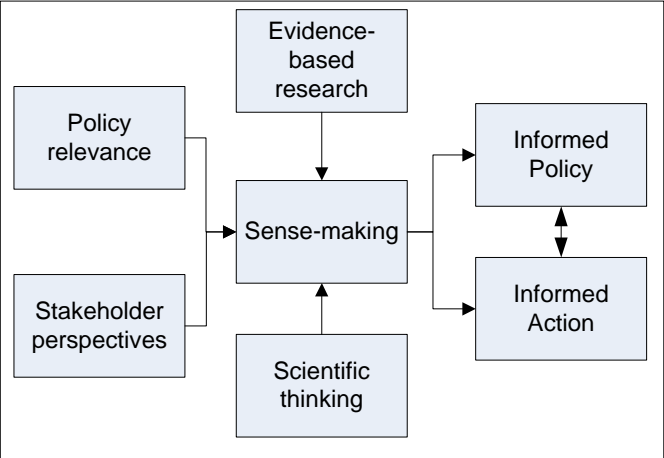 Evidence-
based
research
Policy
relevance
Informed
Policy
Sense-making
Stakeholder
perspectives
Informed
Action
Scientific
thinking